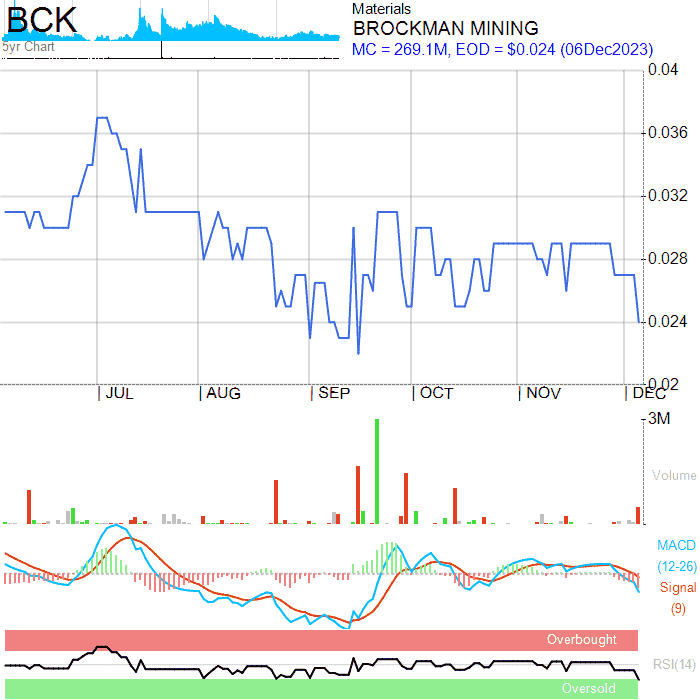 BCK
5yr Chart
Materials
BROCKMAN MINING
MC = 269.1M, EOD = $0.024 (06Dec2023)
0.04
0.036
0.032
0.028
0.024
0.02
JUL AUG SEP OCT NOV DEC
3M
Volume
MACD
(12-26)
Signal
(9)
Overbought
RSI(14)
Oversold